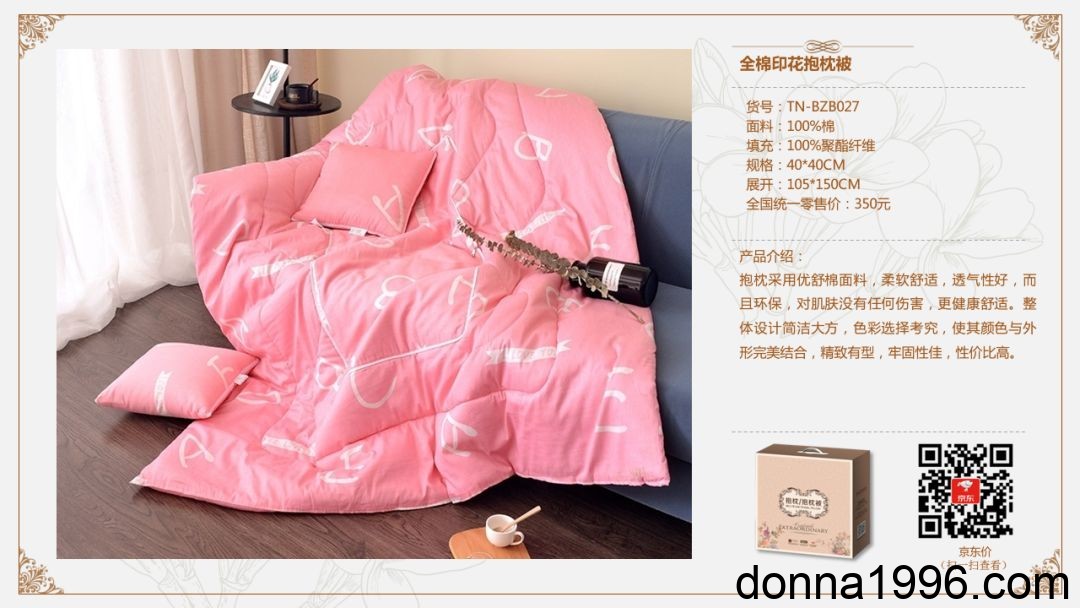 全棉印花抱枕被
货号：TN-BZB027
面料：100%棉
填充：100%聚酯纤维
规格：40*40CM
展开：105*150CM
全国统一零售价：350元
产品介绍：
抱枕采用优舒棉面料，柔软舒适，透气性好，而
且环保，对肌肤没有任何伤害，更健康舒适。整
体设计简洁大方，色彩选择考究，使其颜色与外
形完美结合，精致有型，牢固性佳，性价比高。
抱枕/抱枕被
EXTRAORDINARY
京东
京东价
（扫一扫查看）
donna1996.com